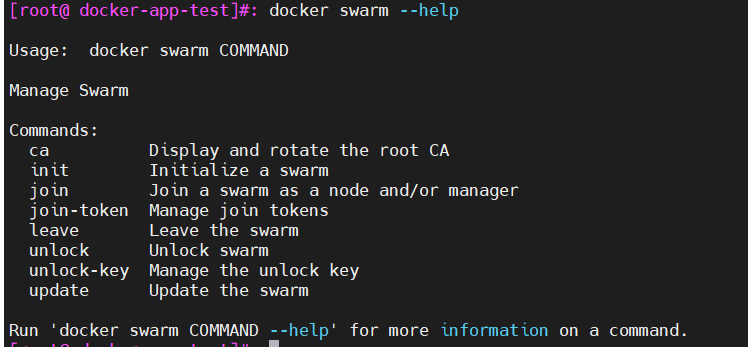 [root@ docker-app-test]#: docker swarm --help
Usage:  docker swarm COMMAND
Manage Swarm
Commands:
  ca          Display and rotate the root CA
  init        Initialize a swarm
  join        Join a swarm as a node and/or manager
  join-token  Manage join tokens
  leave       Leave the swarm
  unlock      Unlock swarm
  unlock-key  Manage the unlock key
  update      Update the swarm
Run 'docker swarm COMMAND --help' for more information on a command.